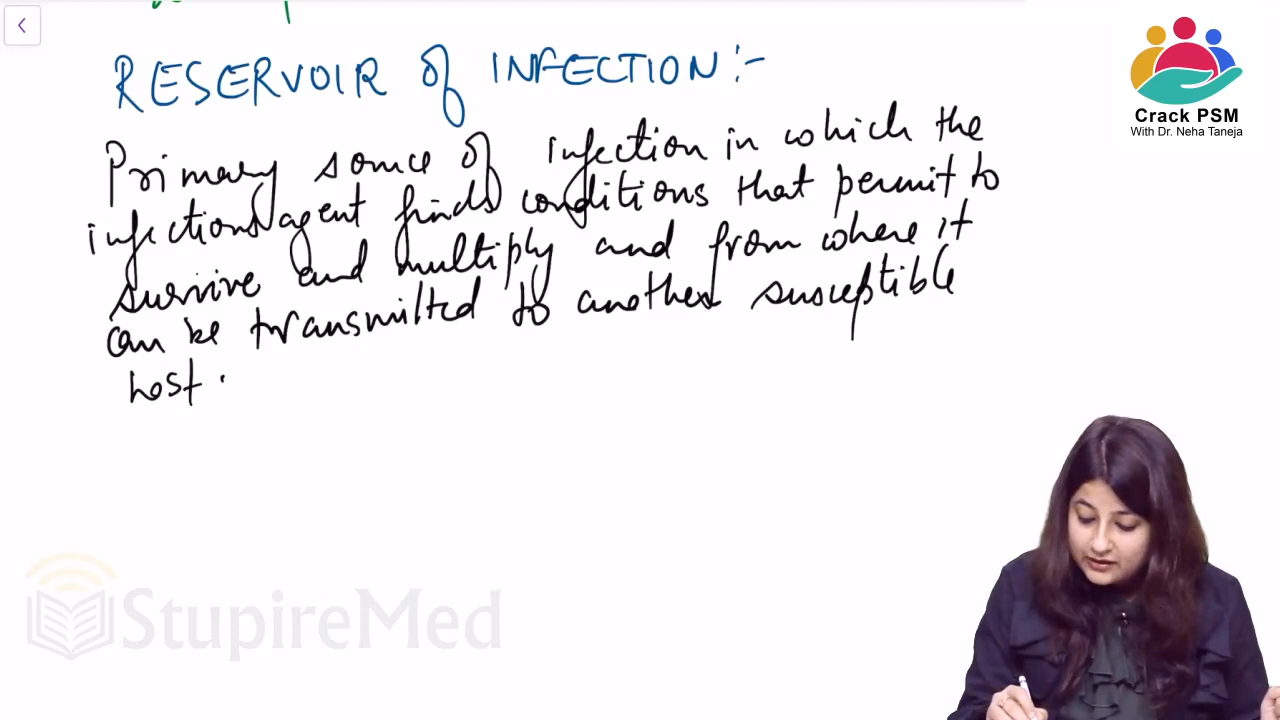 RESERVOIR of INFECTION:-
Primary source of infection in which the
infectious agent finds conditions that permit to
survive and multiply and from where it
can be transmitted to another susceptible
host.
Crack PSM
With Dr. Neha Taneja
StupireMed